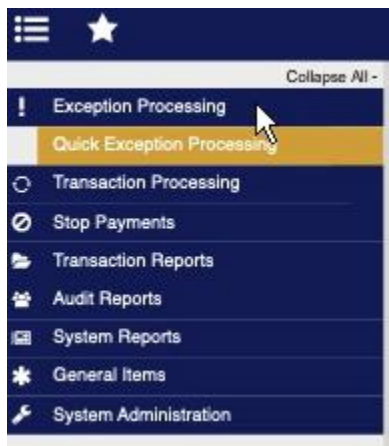 Collapse All -
Exception Processing
Quick Exception Processing
Transaction Processing
Stop Payments
Transaction Reports
Audit Reports
System Reports
General Items
System Administration